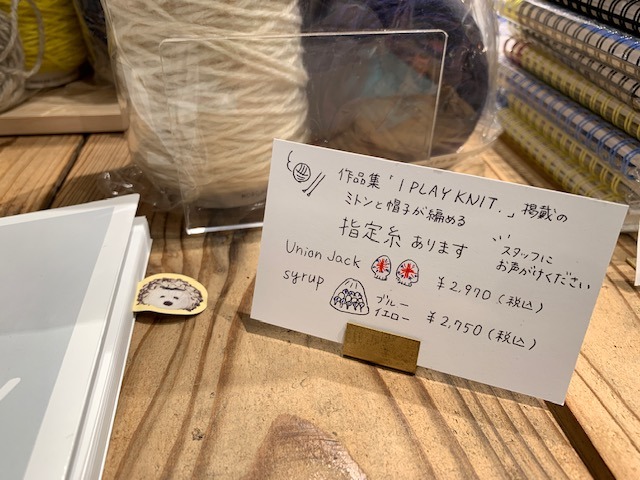 作品集「I PLAY KNIT.」掲載の
ミトンと帽子が編める
指定糸 あります
スタッフに
お声がけください
Union Jack ¥2,970(税込)
syrup ブルー
イエロー ¥2,750(税込)